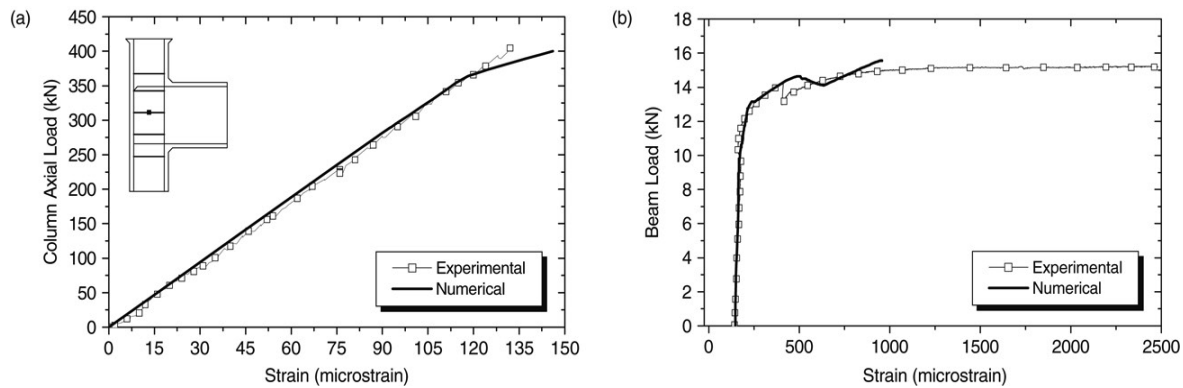 (a)
Column Axial Load (kN)
450
400
350
300
250
200
150
100
50
0
0 15 30 45 60 75 90 105 115 135 150
Strain (microstrain)
Experimental
Numerical
(b)
Beam Load (kN)
18
16
14
12
10
8
6
4
2
0
0 500 1000 1500 2000 2500
Strain (microstrain)
Experimental
Numerical